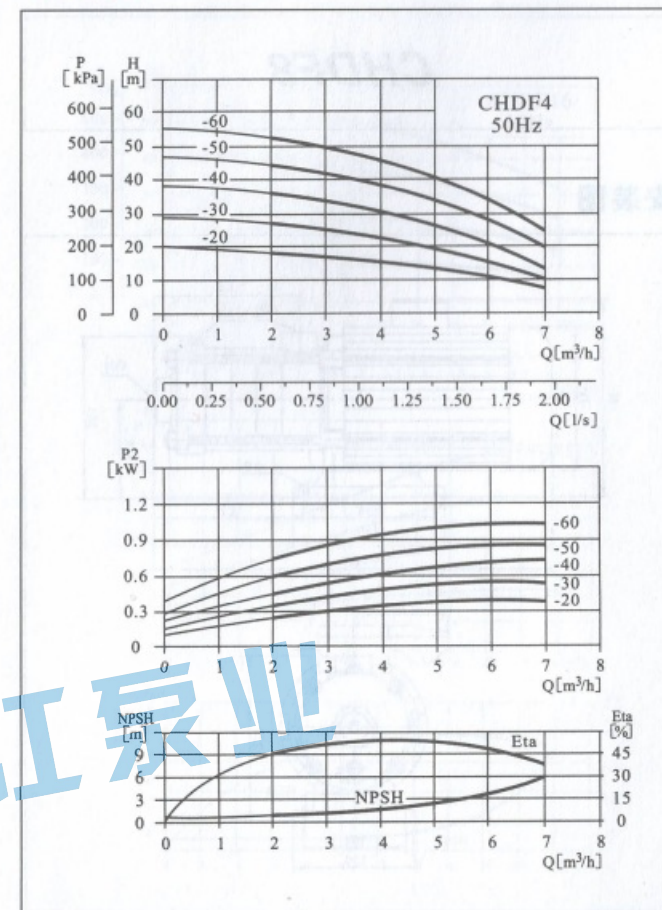 P H
[kPa] [m]
CHDF4
50Hz
600 60
500 50
400 40
300 30
200 20
100 10
0 0
-60
-50
-40
-30
-20
0 1 2 3 4 5 6 7 8
Q[m³/h]
0.00 0.25 0.50 0.75 1.00 1.25 1.50 1.75 2.00
Q[l/s]
P2
[kW]
1.2
0.9
0.6
0.3
0
-60
-50
-40
-30
-20
0 1 2 3 4 5 6 7 8
Q[m³/h]
泵业
NPSH Eta
[m] [%]
9 45
6 30
3 15
0 0
Eta
NPSH
0 1 2 3 4 5 6 7 8
Q[m³/h]